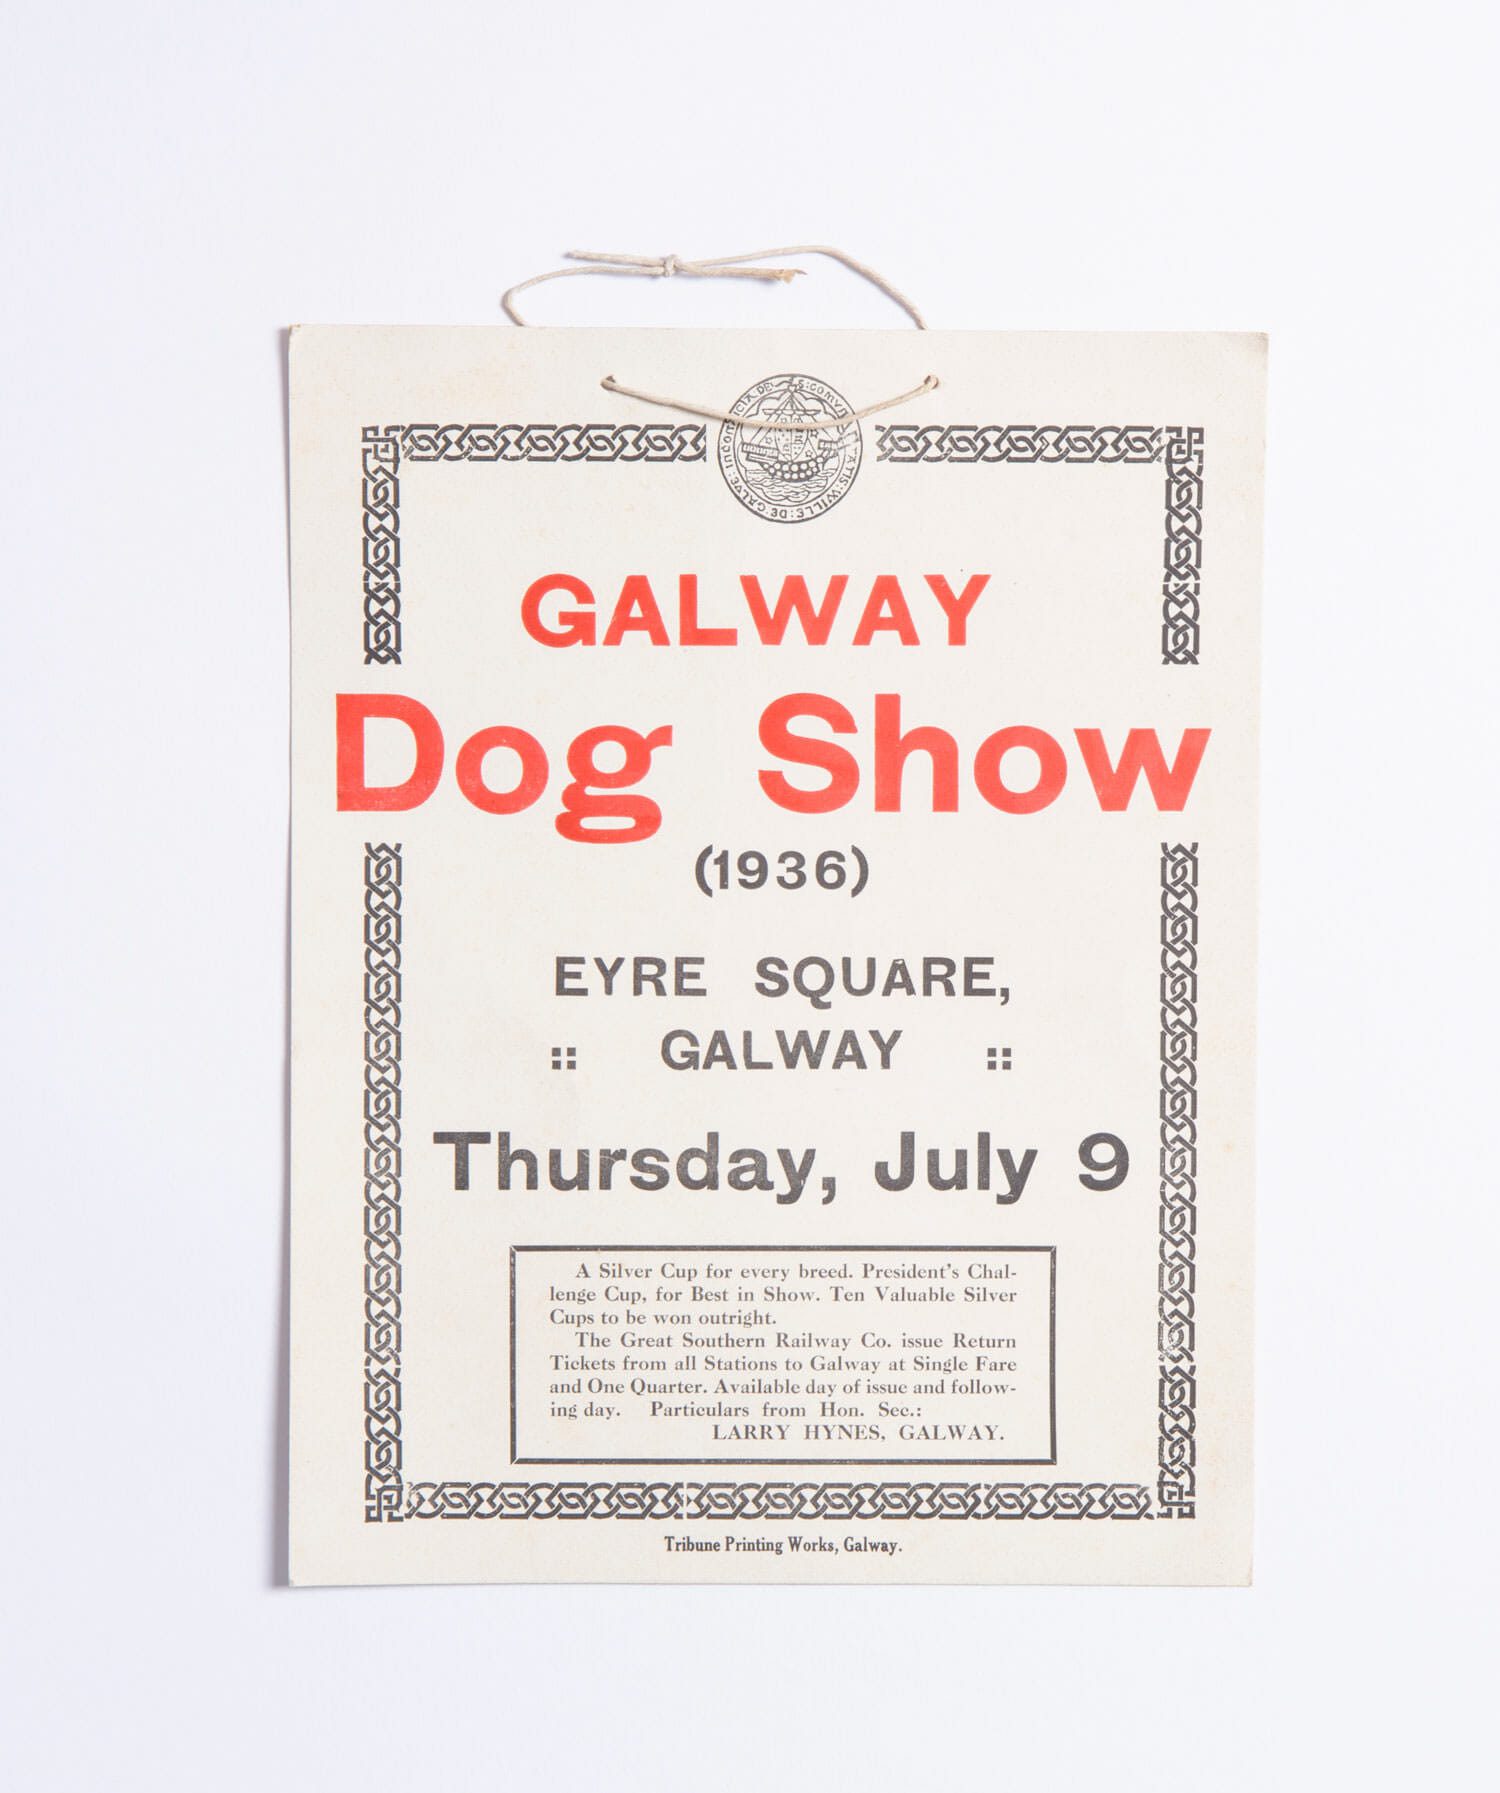 GALWAY
Dog Show
(1936)
EYRE SQUARE,
:: GALWAY ::
Thursday, July 9
A Silver Cup for every breed. President's Chal-
lenge Cup, for Best in Show. Ten Valuable Silver
Cups to be won outright.
The Great Southern Railway Co. issue Return
Tickets from all Stations to Galway at Single Fare
and One Quarter. Available day of issue and follow-
ing day. Particulars from Hon. Sec.:
LARRY HYNES, GALWAY.
Tribune Printing Works, Galway.